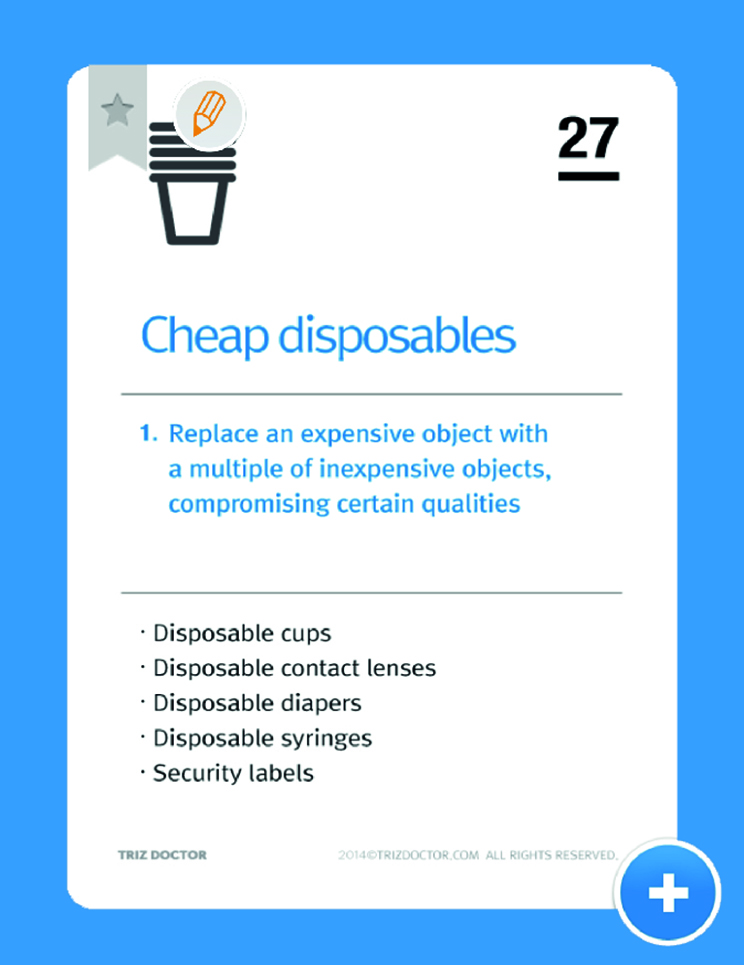 27
Cheap disposables
1. Replace an expensive object with
a multiple of inexpensive objects,
compromising certain qualities
· Disposable cups
· Disposable contact lenses
· Disposable diapers
· Disposable syringes
· Security labels
TRIZ DOCTOR 2014©TRIZDOCTOR.COM ALL RIGHTS RESERVED.